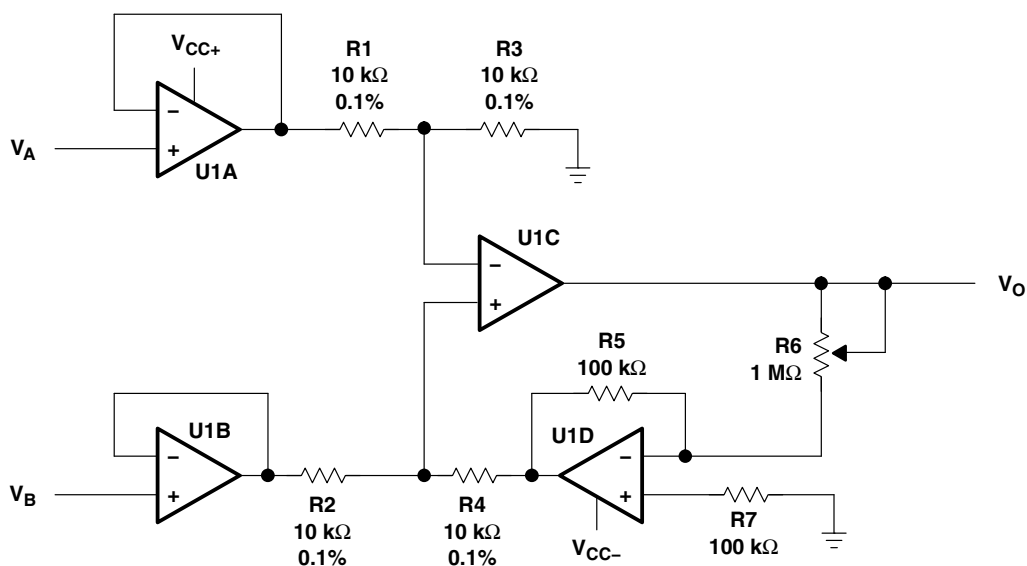 VCC+
R1
10 kΩ
0.1%
R3
10 kΩ
0.1%
VA
−
+
U1A
U1C
−
+
VO
R5
100 kΩ
R6
1 MΩ
U1B
U1D
VB
−
+
R2
10 kΩ
0.1%
R4
10 kΩ
0.1%
−
+
VCC−
R7
100 kΩ